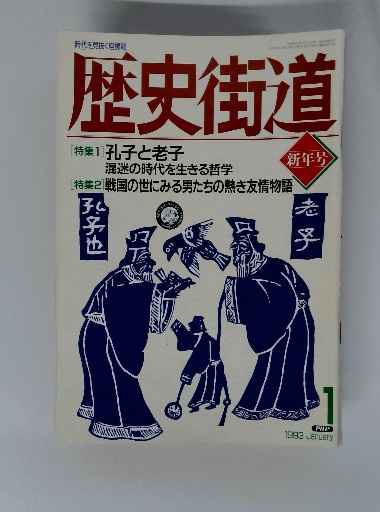 時代を見抜く座標軸
歴史街道
[特集1]孔子と老子
混迷の時代を生きる哲学
新年号
[特集2]戦国の世にみる男たちの熱き友情物語
孔子也
老子
1
PHP
1993 January